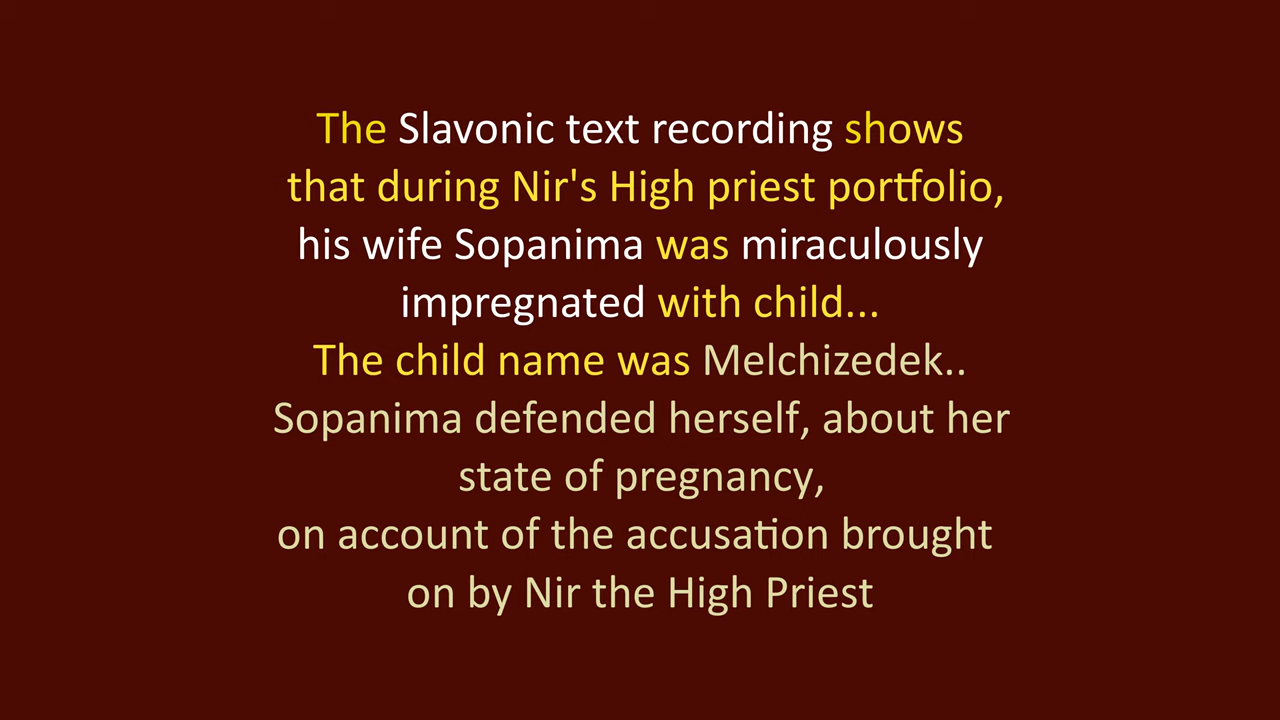 The Slavonic text recording shows
that during Nir's High priest portfolio,
his wife Sopanima was miraculously
impregnated with child...
The child name was Melchizedek..
Sopanima defended herself, about her
state of pregnancy,
on account of the accusation brought
on by Nir the High Priest